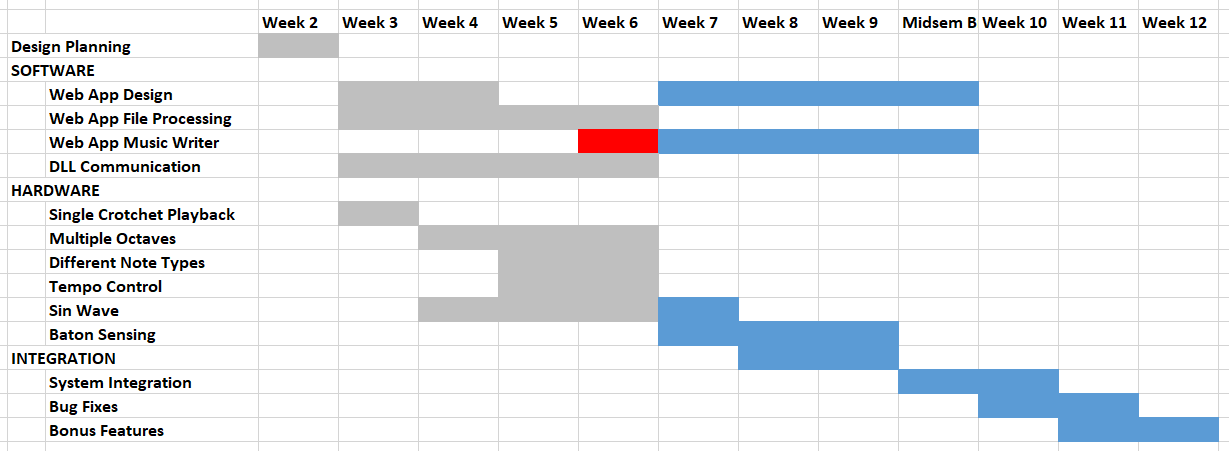 Week 2 Week 3 Week 4 Week 5 Week 6 Week 7 Week 8 Week 9 Midsem B Week 10 Week 11 Week 12
Design Planning
SOFTWARE
Web App Design
Web App File Processing
Web App Music Writer
DLL Communication
HARDWARE
Single Crotchet Playback
Multiple Octaves
Different Note Types
Tempo Control
Sin Wave
Baton Sensing
INTEGRATION
System Integration
Bug Fixes
Bonus Features